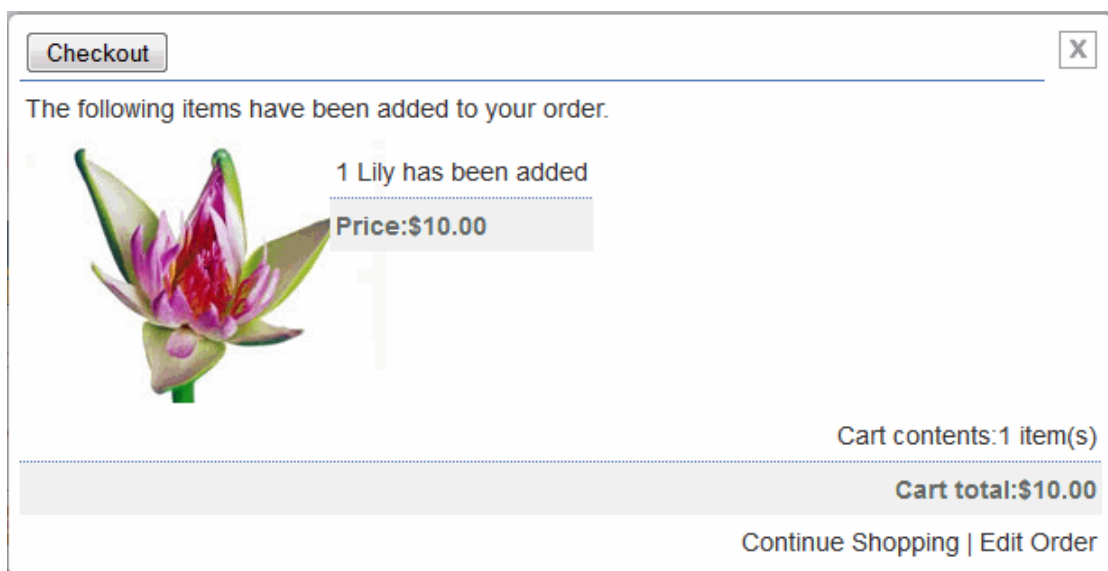 Checkout
X
The following items have been added to your order.
1 Lily has been added
Price:$10.00
Cart contents:1 item(s)
Cart total:$10.00
Continue Shopping | Edit Order